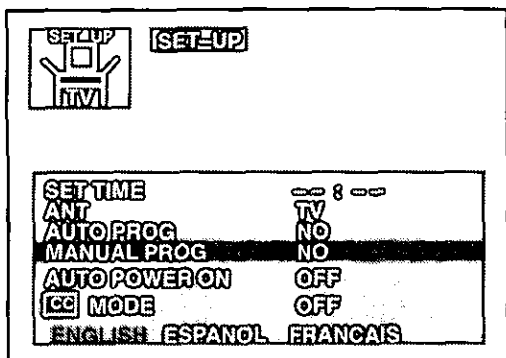 SET-UP
TV
SET-UP
SET TIME --:--
ANT TV
AUTO PROG NO
MANUAL PROG NO
AUTO POWER ON OFF
CC MODE OFF
ENGLISH ESPANOL FRANCAIS